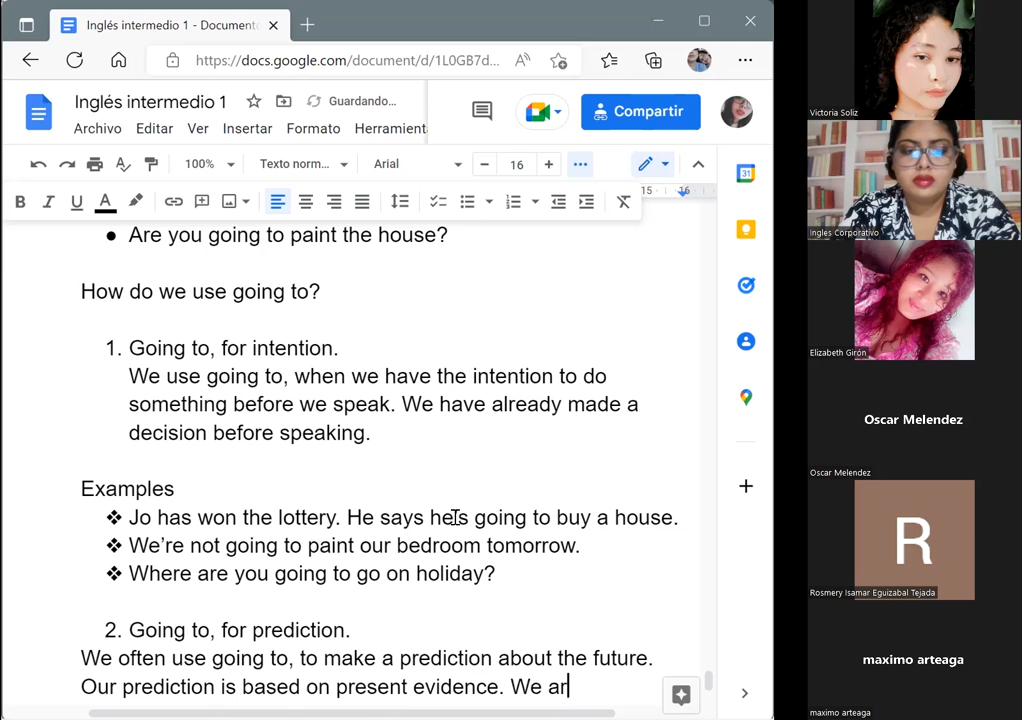 Inglés intermedio 1 - Document
https://docs.google.com/document/d/1L0GB7d...
Inglés intermedio 1
Guardando...
Compartir
Archivo Editar Ver Insertar Formato Herramient
100% Texto norm... Arial 16
15 16
31
● Are you going to paint the house?
How do we use going to?
1. Going to, for intention.
We use going to, when we have the intention to do
something before we speak. We have already made a
decision before speaking.
Examples
❖ Jo has won the lottery. He says he's going to buy a house.
❖ We're not going to paint our bedroom tomorrow.
❖ Where are you going to go on holiday?
2. Going to, for prediction.
We often use going to, to make a prediction about the future.
Our prediction is based on present evidence. We ar
Victoria Soliz
Ingles Corporativo
Elizabeth Girón
Oscar Melendez
Oscar Melendez
R
Rosmery Isamar Eguizabal Tejada
maximo arteaga
maximo arteaga